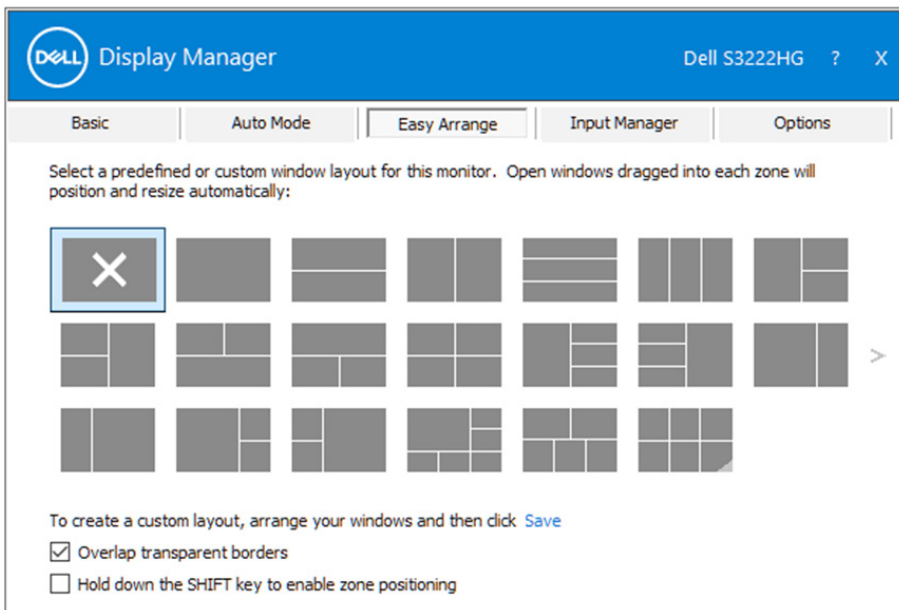 DELL Display Manager Dell S3222HG ? X
Basic Auto Mode Easy Arrange Input Manager Options
Select a predefined or custom window layout for this monitor. Open windows dragged into each zone will
position and resize automatically:
>
To create a custom layout, arrange your windows and then click Save
Overlap transparent borders
Hold down the SHIFT key to enable zone positioning